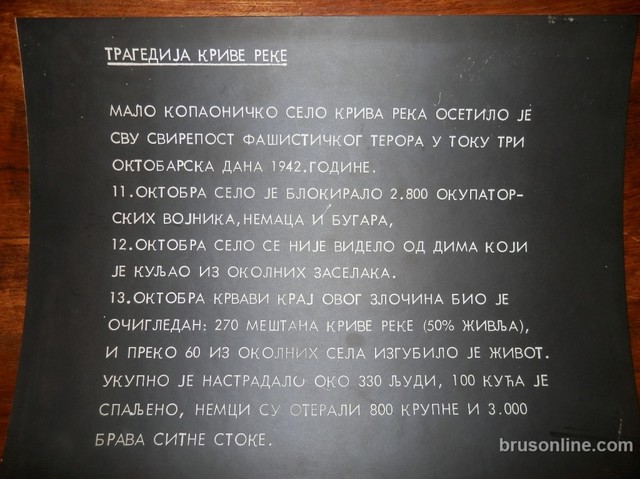 ТРАГЕДИЈА КРИВЕ РЕКЕ
МАЛО КОПАОНИЧКО СЕЛО КРИВА РЕКА ОСЕТИЛО ЈЕ
СВУ СВИРЕПОСТ ФАШИСТИЧКОГ ТЕРОРА У ТОКУ ТРИ
ОКТОБАРСКА ДАНА 1942.ГОДИНЕ.
11.ОКТОБРА СЕЛО ЈЕ БЛОКИРАЛО 2.800 ОКУПАТОР-
СКИХ ВОЈНИКА,НЕМАЦА И БУГАРА,
12.ОКТОБРА СЕЛО СЕ НИЈЕ ВИДЕЛО ОД ДИМА КОЈИ
ЈЕ КУЉАО ИЗ ОКОЛНИХ ЗАСЕЛАКА.
13.ОКТОБРА КРВАВИ КРАЈ ОВОГ ЗЛОЧИНА БИО ЈЕ
ОЧИГЛЕДАН: 270 МЕШТАНА КРИВЕ РЕКЕ (50% ЖИВЉА),
И ПРЕКО 60 ИЗ ОКОЛНИХ СЕЛА ИЗГУБИЛО ЈЕ ЖИВОТ.
УКУПНО ЈЕ НАСТРАДАЛО ОКО 330 ЉУДИ, 100 КУЋА ЈЕ
СПАЉЕНО, НЕМЦИ СУ ОТЕРАЛИ 800 КРУПНЕ И 3.000
БРАВА СИТНЕ СТОКЕ.
brusonline.com